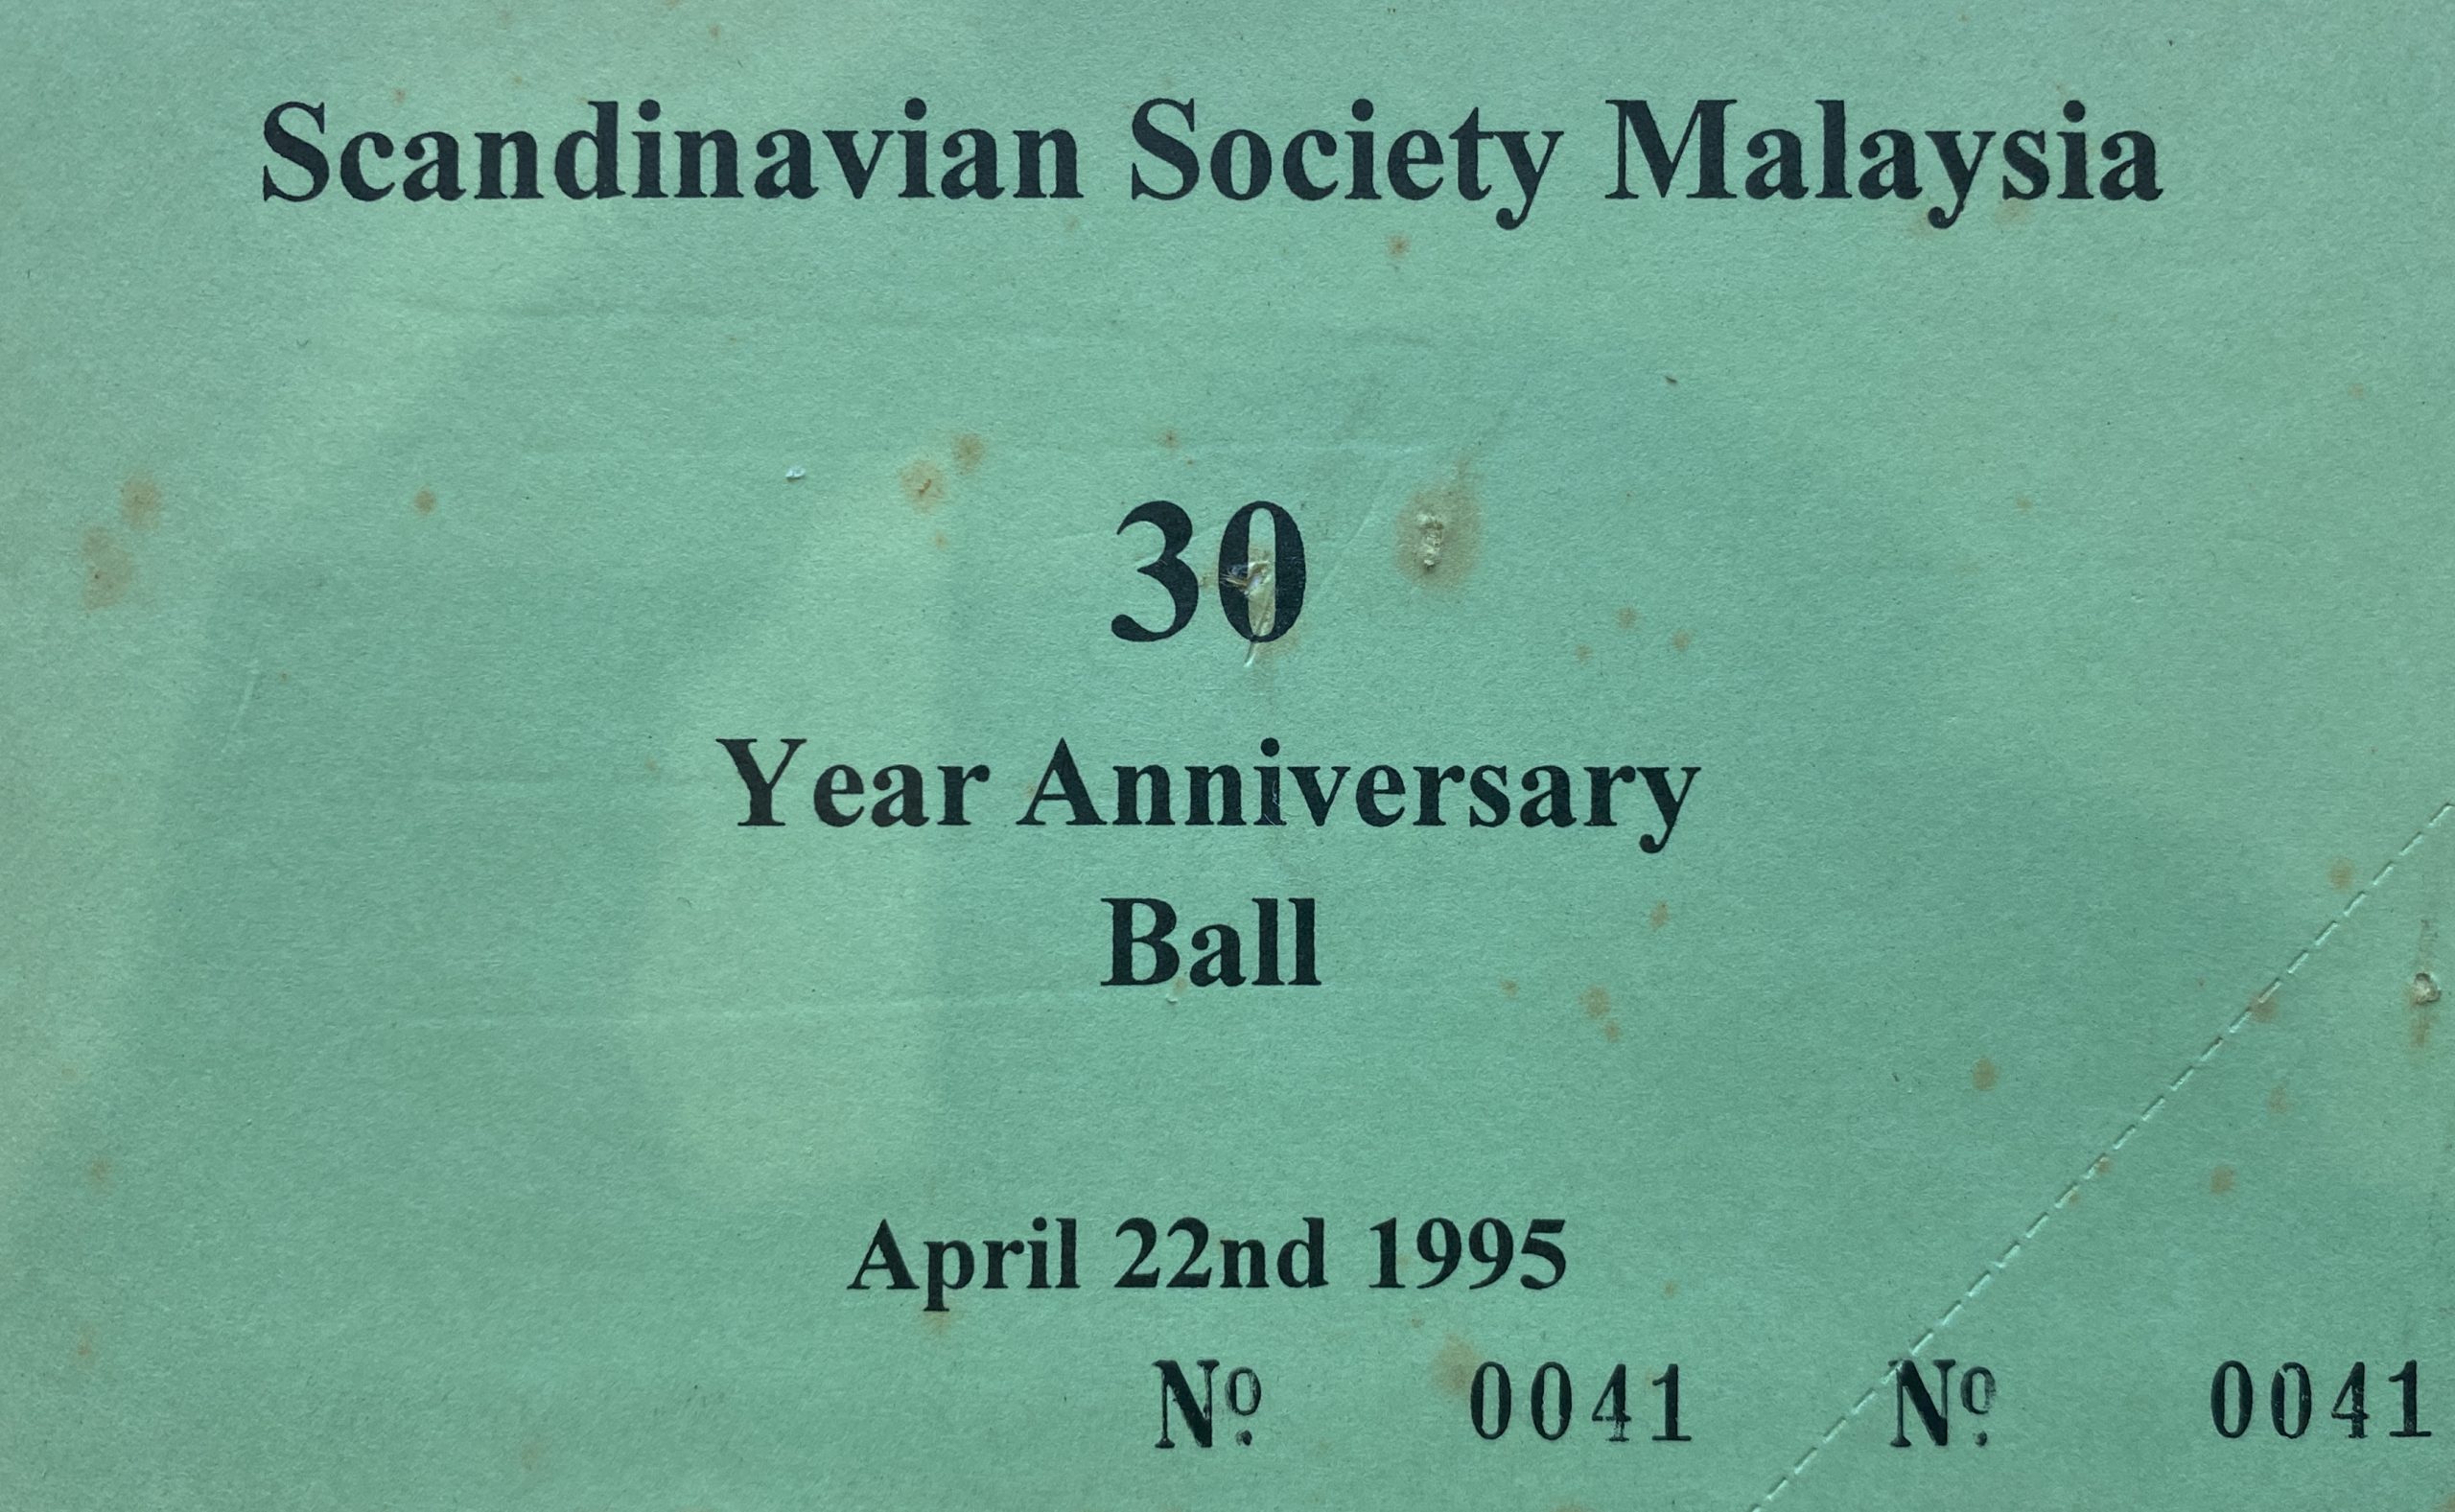 Scandinavian Society Malaysia
30
Year Anniversary
Ball
April 22nd 1995
Nº 0041 Nº 0041